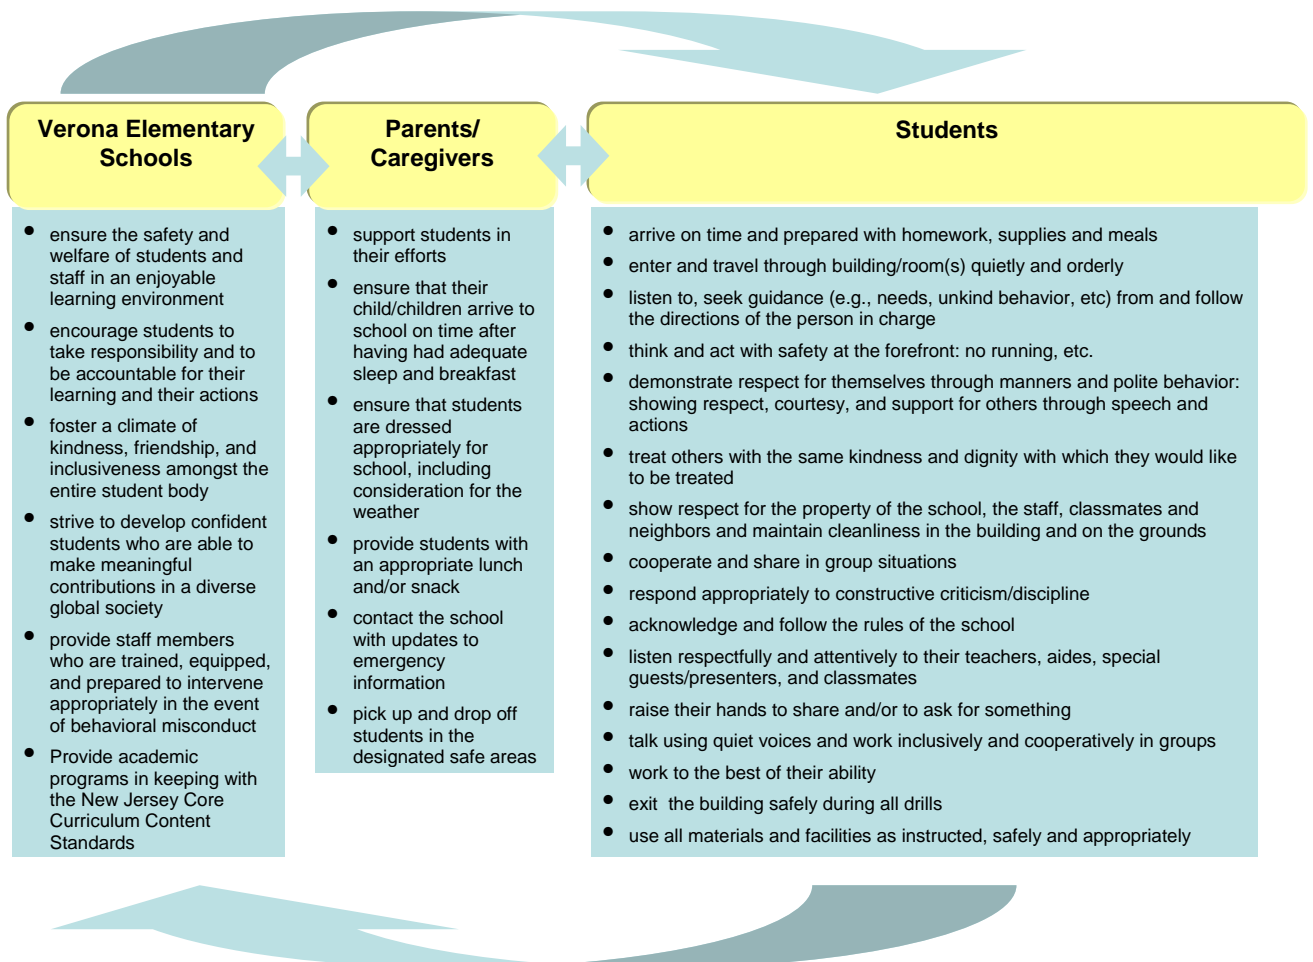 Verona Elementary
Schools
• ensure the safety and
welfare of students and
staff in an enjoyable
learning environment
• encourage students to
take responsibility and to
be accountable for their
learning and their actions
• foster a climate of
kindness, friendship, and
inclusiveness amongst the
entire student body
• strive to develop confident
students who are able to
make meaningful
contributions in a diverse
global society
• provide staff members
who are trained, equipped,
and prepared to intervene
appropriately in the event
of behavioral misconduct
• Provide academic
programs in keeping with
the New Jersey Core
Curriculum Content
Standards
Parents/
Caregivers
• support students in
their efforts
• ensure that their
child/children arrive to
school on time after
having had adequate
sleep and breakfast
• ensure that students
are dressed
appropriately for
school, including
consideration for the
weather
• provide students with
an appropriate lunch
and/or snack
• contact the school
with updates to
emergency
information
• pick up and drop off
students in the
designated safe areas
Students
• arrive on time and prepared with homework, supplies and meals
• enter and travel through building/room(s) quietly and orderly
• listen to, seek guidance (e.g., needs, unkind behavior, etc) from and follow
the directions of the person in charge
• think and act with safety at the forefront: no running, etc.
• demonstrate respect for themselves through manners and polite behavior:
showing respect, courtesy, and support for others through speech and
actions
• treat others with the same kindness and dignity with which they would like
to be treated
• show respect for the property of the school, the staff, classmates and
neighbors and maintain cleanliness in the building and on the grounds
• cooperate and share in group situations
• respond appropriately to constructive criticism/discipline
• acknowledge and follow the rules of the school
• listen respectfully and attentively to their teachers, aides, special
guests/presenters, and classmates
• raise their hands to share and/or to ask for something
• talk using quiet voices and work inclusively and cooperatively in groups
• work to the best of their ability
• exit  the building safely during all drills
• use all materials and facilities as instructed, safely and appropriately